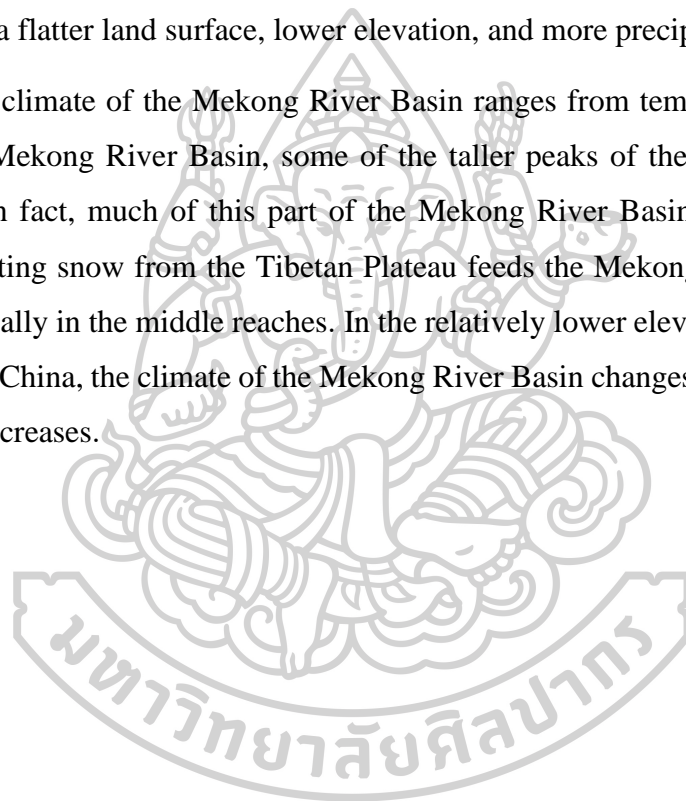 a flatter land surface, lower elevation, and more precip
climate of the Mekong River Basin ranges from tem
Mekong River Basin, some of the taller peaks of the
n fact, much of this part of the Mekong River Basin
ting snow from the Tibetan Plateau feeds the Mekong
ally in the middle reaches. In the relatively lower elev
China, the climate of the Mekong River Basin changes
creases.
มหาวิทยาลัยศิลปากร